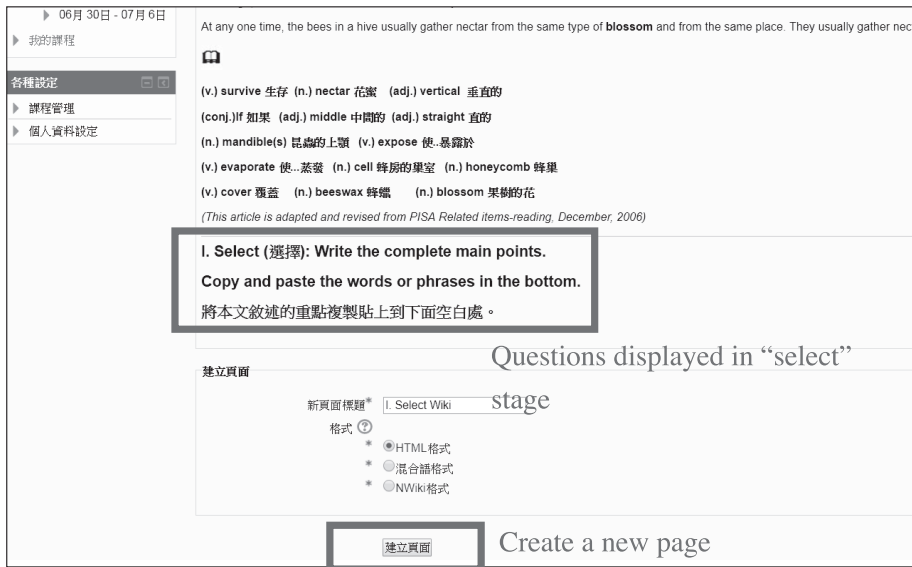 06月 30日 - 07月 6日
我的課程
各種設定
課程管理
個人資料設定
At any one time, the bees in a hive usually gather nectar from the same type of blossom and from the same place. They usually gather nec
(v.) survive 生存 (n.) nectar 花蜜 (adj.) vertical 垂直的
(conj.)If 如果 (adj.) middle 中間的 (adj.) straight 直的
(n.) mandible(s) 昆蟲的上顎 (v.) expose 使..暴露於
(v.) evaporate 使...蒸發 (n.) cell 蜂房的巢室 (n.) honeycomb 蜂巢
(v.) cover 覆蓋 (n.) beeswax 蜂蠟 (n.) blossom 果樹的花
(This article is adapted and revised from PISA Related items-reading, December, 2006)
I. Select (選擇): Write the complete main points.
Copy and paste the words or phrases in the bottom.
將本文敘述的重點複製貼上到下面空白處。
Questions displayed in “select”
stage
建立頁面
新頁面標題* I. Select Wiki
格式
* HTML格式
* 混合語格式
* NWiki格式
建立頁面
Create a new page